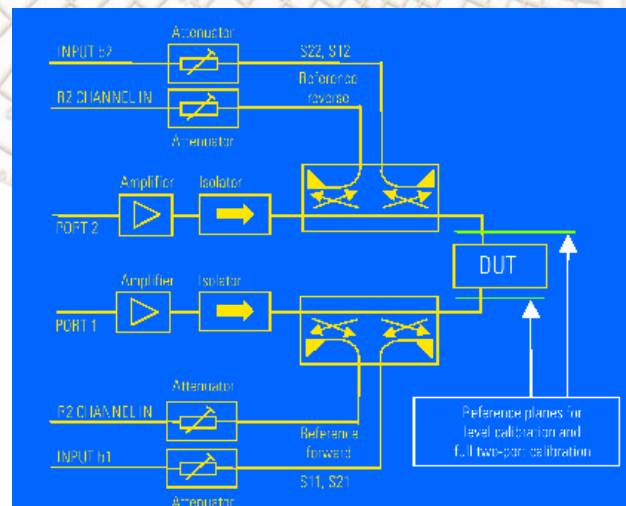 Attenuator
INPUT b2
S22, S12
Reference
reverse
R2 CHANNEL IN
Attenuator
Amplifier
Isolator
PORT 2
DUT
Amplifier
Isolator
PORT 1
Attenuator
R2 CHANNEL IN
Reference
forward
INPUT b1
S11, S21
Attenuator
Reference planes for
level calibration and
full two-port calibration